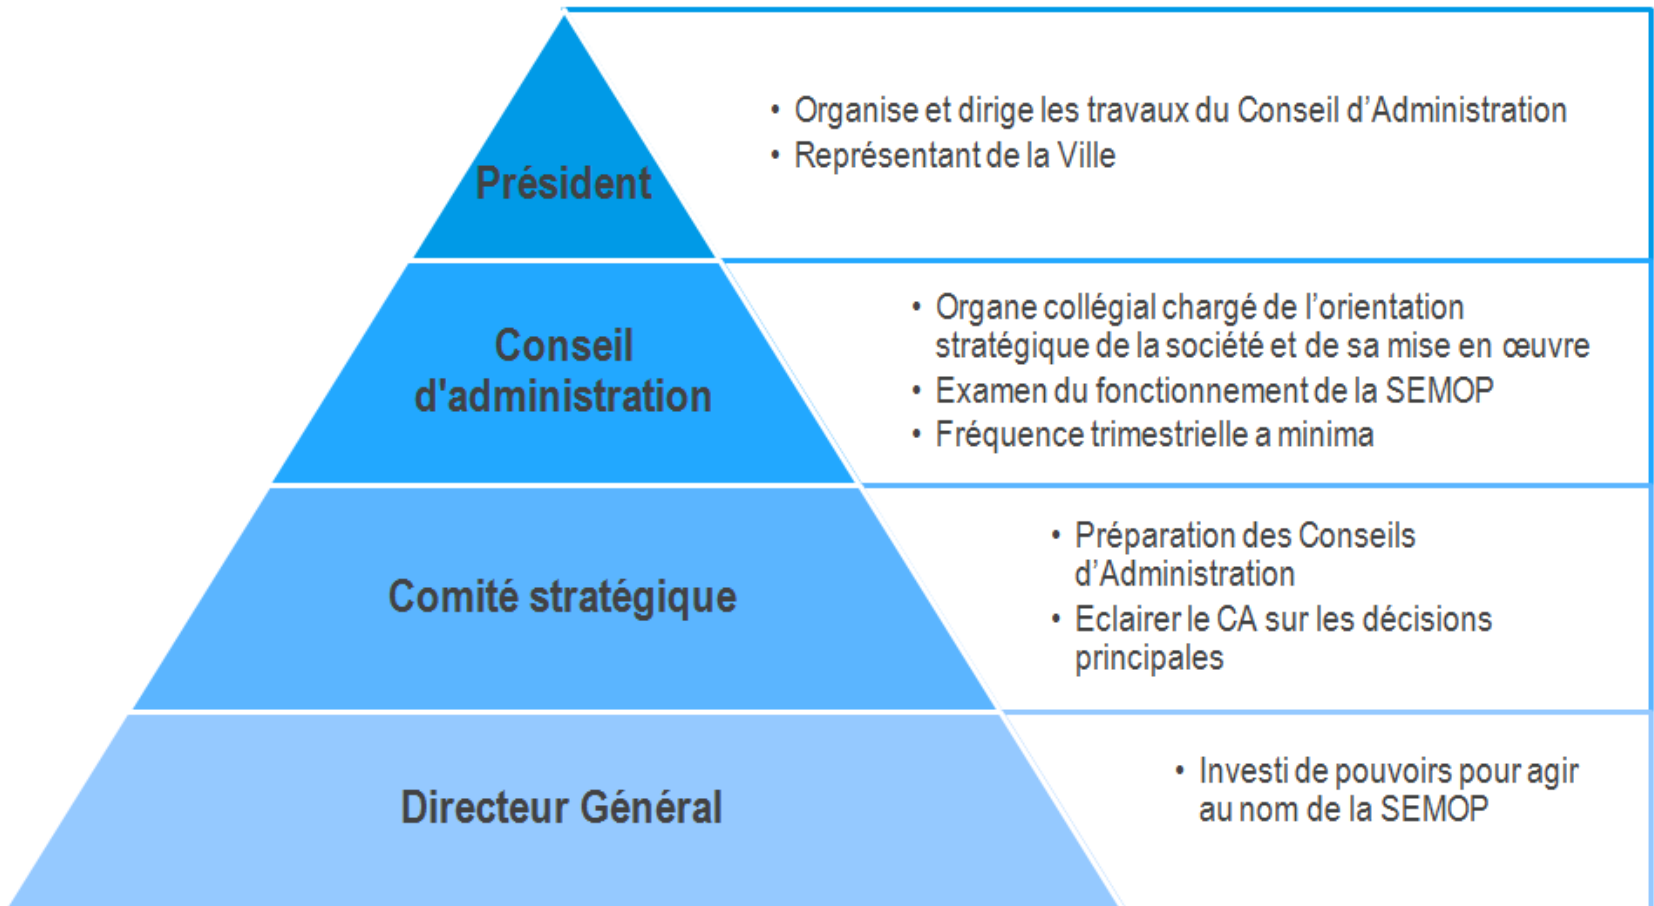 Président
• Organise et dirige les travaux du Conseil d’Administration
• Représentant de la Ville
Conseil
d'administration
• Organe collégial chargé de l’orientation
stratégique de la société et de sa mise en œuvre
• Examen du fonctionnement de la SEMOP
• Fréquence trimestrielle a minima
Comité stratégique
• Préparation des Conseils
d’Administration
• Eclairer le CA sur les décisions
principales
Directeur Général
• Investi de pouvoirs pour agir
au nom de la SEMOP